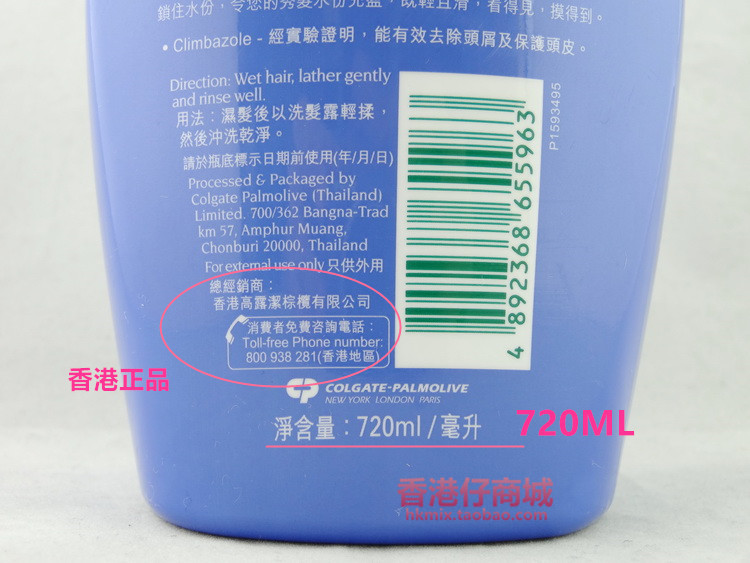 鎖住水份，令您的秀髮水份充盈，既輕且滑，看得見，摸得到。
• Climbazole - 經實驗證明，能有效去除頭屑及保護頭皮。
Direction: Wet hair, lather gently
and rinse well.
用法：濕髮後以洗髮露輕揉，
然後沖洗乾淨。
請於瓶底標示日期前使用(年/月/日)
Processed & Packaged by
Colgate Palmolive (Thailand)
Limited. 700/362 Bangna-Trad
km 57, Amphur Muang,
Chonburi 20000, Thailand
For external use only 只供外用
總經銷商：
香港高露潔棕欖有限公司
消費者免費咨詢電話：
Toll-free Phone number:
800 938 281(香港地區)
P1593495
4 892368 655963
香港正品
CP COLGATE-PALMOLIVE
NEW YORK LONDON PARIS
淨含量：720ml/毫升
720ML
香港仔商城
hkmix.taobao.com